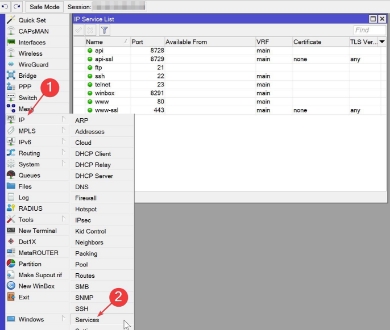 Safe Mode Session:
Quick Set
CAPsMAN
Interfaces
Wireless
WireGuard
Bridge
PPP
Switch
Mesh
IP
MPLS
IPv6
Routing
System
Queues
Files
Log
RADIUS
Tools
New Terminal
Dot1X
MetaROUTER
Partition
Make Supout.rif
New WinBox
Exit
Windows
1
ARP
Addresses
Cloud
DHCP Client
DHCP Relay
DHCP Server
DNS
Firewall
Hotspot
IPsec
Kid Control
Neighbors
Packing
Pool
Routes
SMB
SNMP
SSH
Services
2
IP Service List
Find
Name Port Available From VRF Certificate TLS Ver...
api 8728 main
api-ssl 8729 main none any
ftp 21
ssh 22 main
telnet 23 main
winbox 8291 main
www 80 main
www-ssl 443 main none any